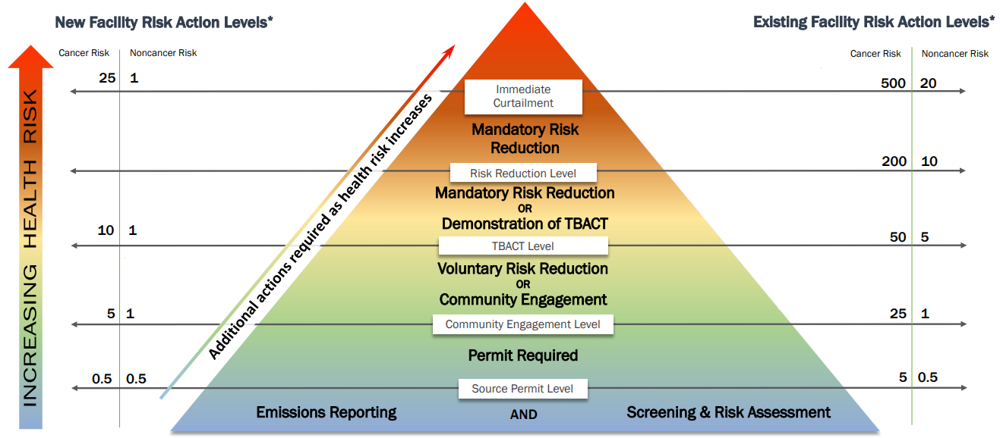 New Facility Risk Action Levels*
Existing Facility Risk Action Levels*
Cancer Risk
Noncancer Risk
Cancer Risk
Noncancer Risk
INCREASING HEALTH RISK
Additional actions required as health risk increases
25 1
Immediate
Curtailment
500 20
Mandatory Risk
Reduction
Risk Reduction Level
200 10
Mandatory Risk Reduction
OR
Demonstration of TBACT
10 1
TBACT Level
50 5
Voluntary Risk Reduction
OR
Community Engagement
5 1
Community Engagement Level
25 1
Permit Required
0.5 0.5
Source Permit Level
5 0.5
Emissions Reporting
AND
Screening & Risk Assessment